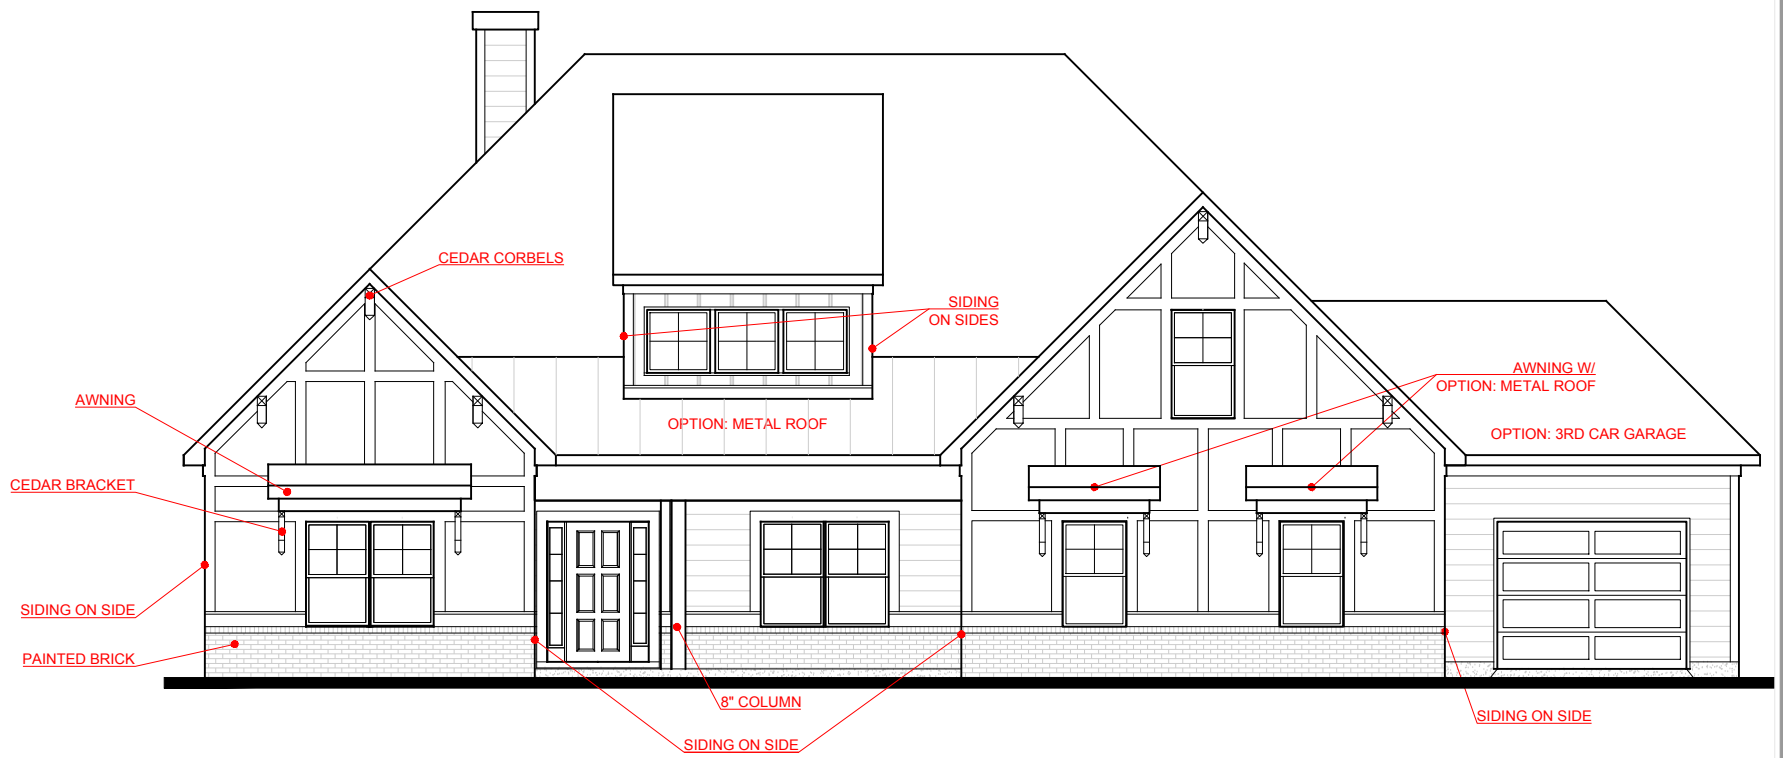 CEDAR CORBELS
SIDING
ON SIDES
AWNING W/
OPTION: METAL ROOF
AWNING
OPTION: METAL ROOF
OPTION: 3RD CAR GARAGE
CEDAR BRACKET
SIDING ON SIDE
PAINTED BRICK
8" COLUMN
SIDING ON SIDE
SIDING ON SIDE